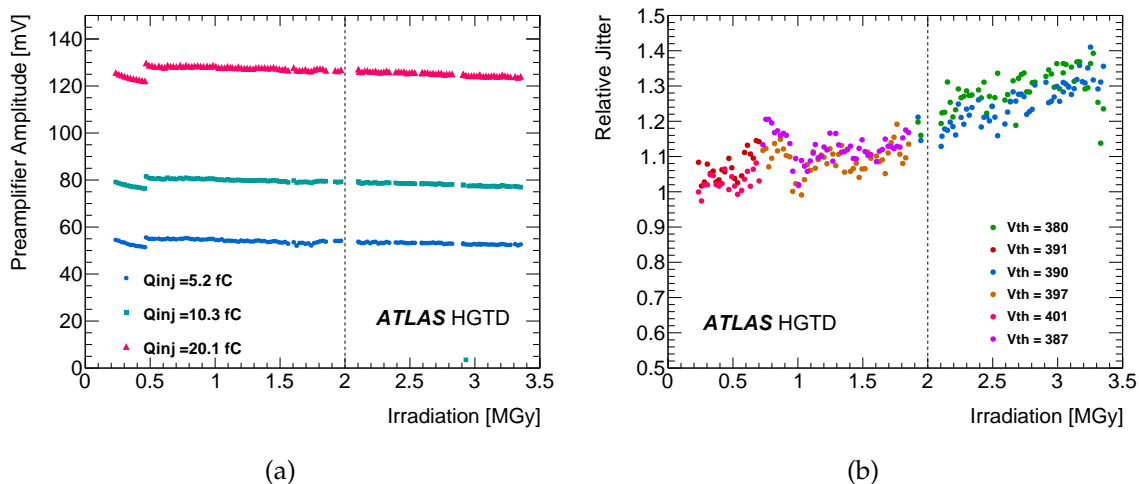 Preamplifier Amplitude [mV]
140
120
100
80
60
40
20
0
Qinj =5.2 fC
Qinj =10.3 fC
Qinj =20.1 fC
ATLAS HGTD
0 0.5 1 1.5 2 2.5 3 3.5
Irradiation [MGy]
(a)
Relative Jitter
1.5
1.4
1.3
1.2
1.1
1
0.9
0.8
0.7
0.6
0.5
Vth = 380
Vth = 391
Vth = 390
Vth = 397
Vth = 401
Vth = 387
ATLAS HGTD
0 0.5 1 1.5 2 2.5 3 3.5
Irradiation [MGy]
(b)